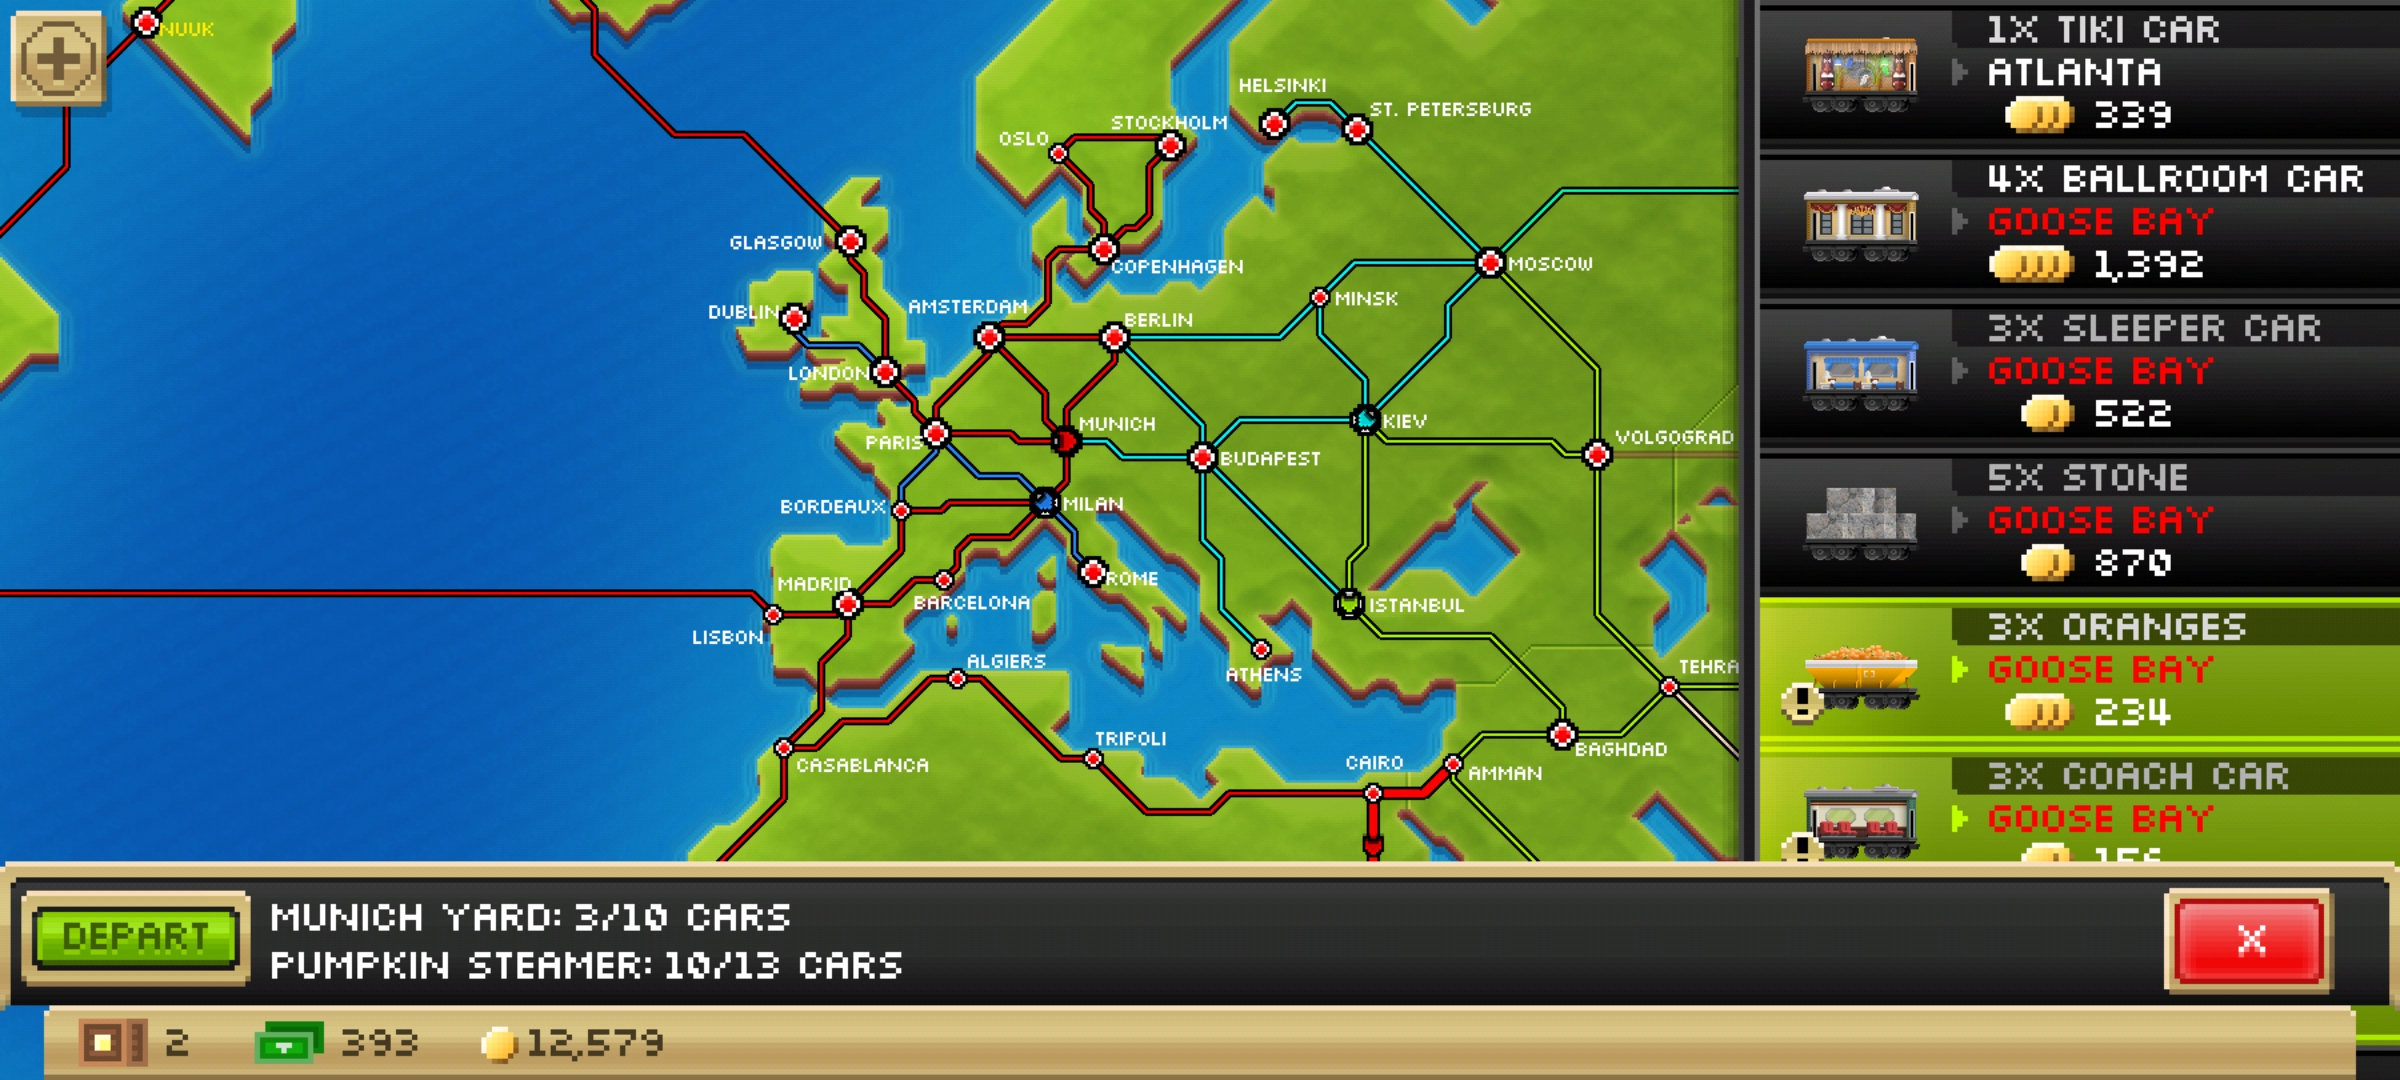 NUUK
HELSINKI
ST. PETERSBURG
STOCKHOLM
OSLO
GLASGOW
COPENHAGEN
MOSCOW
MINSK
DUBLIN
AMSTERDAM
BERLIN
LONDON
MUNICH
KIEV
PARIS
BUDAPEST
VOLGOGRAD
BORDEAUX
MILAN
MADRID
ROME
BARCELONA
ISTANBUL
LISBON
ALGIERS
ATHENS
TEHRA
TRIPOLI
BAGHDAD
CASABLANCA
CAIRO
AMMAN
1X TIKI CAR
ATLANTA
339
4X BALLROOM CAR
GOOSE BAY
1,392
3X SLEEPER CAR
GOOSE BAY
522
5X STONE
GOOSE BAY
870
3X ORANGES
GOOSE BAY
234
3X COACH CAR
GOOSE BAY
DEPART
MUNICH YARD: 3/10 CARS
PUMPKIN STEAMER: 10/13 CARS
X
2
393
12,579